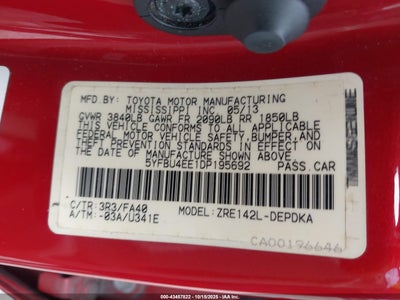 MFD.BY: TOYOTA MOTOR MANUFACTURING
MISSISSIPPI INC 05/13
GVWR 3840LB GAWR FR 2090LB RR 1850LB
THIS VEHICLE CONFORMS TO ALL APPLICABLE
FEDERAL MOTOR VEHICLE SAFETY,BUMPER,AND
THEFT PREVENTION STANDARDS IN EFFECT ON
THE DATE OF MANUFACTURE SHOWN ABOVE.
5YFBU4EE1DP195692 PASS.CAR
C/TR:3R3/FA40 MODEL:ZRE142L-DEPDKA
A/TM:-03A/U341E
CA00196646
000-43457822 - 10/15/2025 - IAA